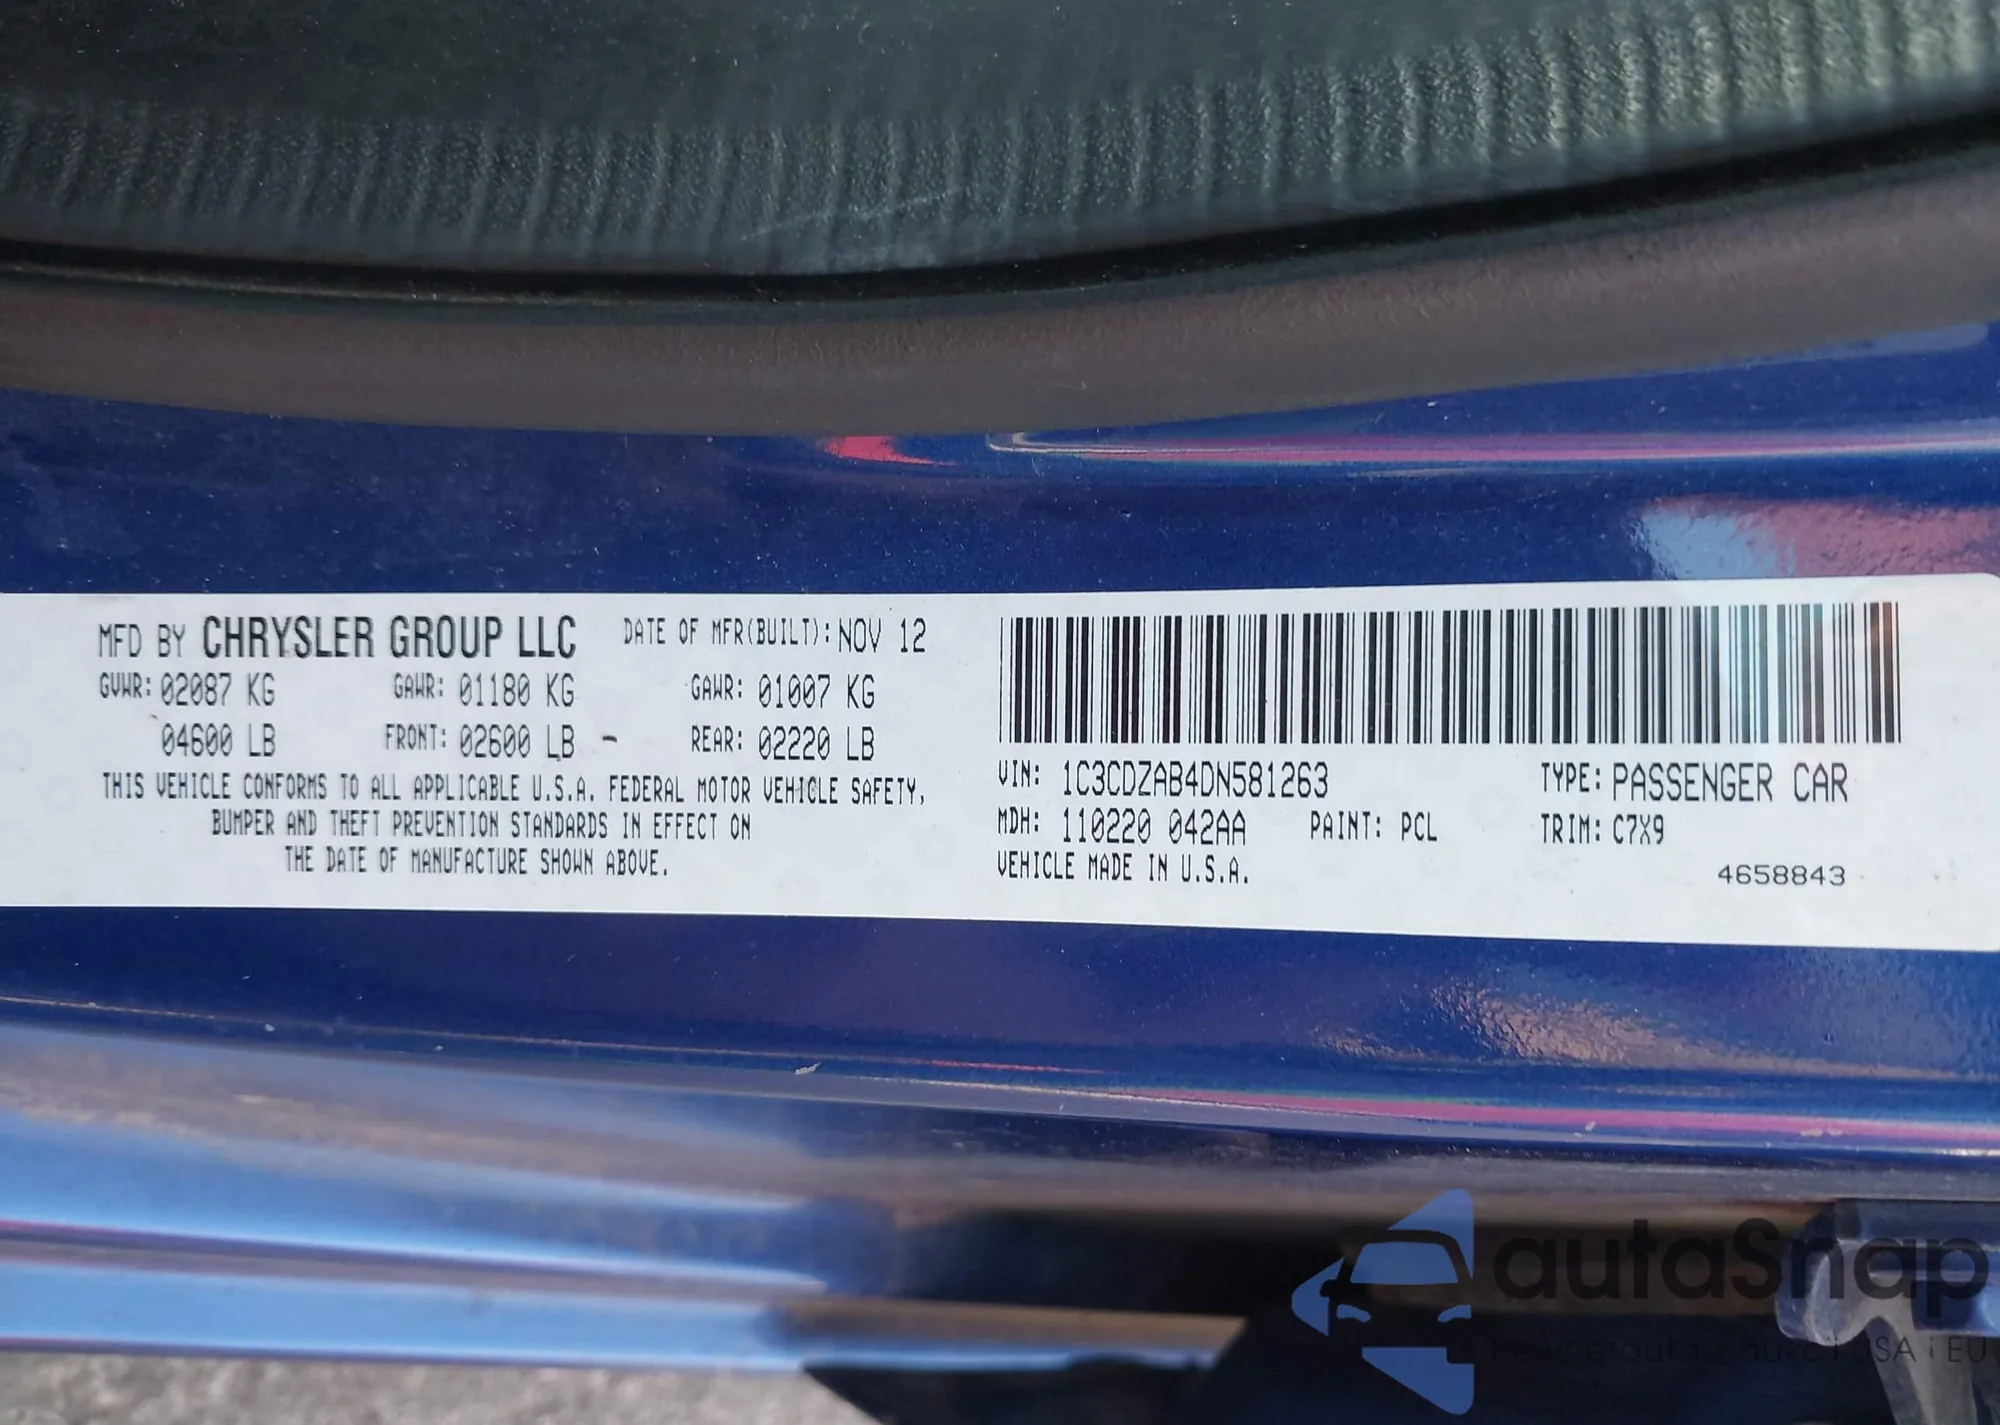 MFD BY CHRYSLER GROUP LLC DATE OF MFR(BUILT): NOV 12
GVWR: 02087 KG GAWR: 01180 KG GAWR: 01007 KG
04600 LB FRONT: 02600 LB - REAR: 02220 LB
THIS VEHICLE CONFORMS TO ALL APPLICABLE U.S.A. FEDERAL MOTOR VEHICLE SAFETY,
BUMPER AND THEFT PREVENTION STANDARDS IN EFFECT ON
THE DATE OF MANUFACTURE SHOWN ABOVE.
VIN: 1C3CDZAB4DN581263 TYPE: PASSENGER CAR
MDH: 110220 042AA PAINT: PCL TRIM: C7X9
VEHICLE MADE IN U.S.A.
4658843
autaSnap
USA i EU